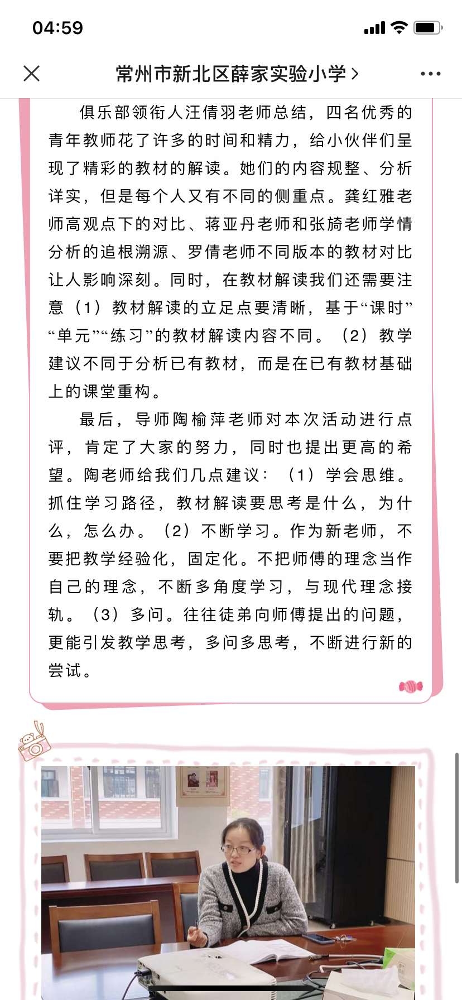 04:59
常州市新北区薛家实验小学
俱乐部领衔人汪倩羽老师总结，四名优秀的
青年教师花了许多的时间和精力，给小伙伴们呈
现了精彩的教材的解读。她们的内容规整、分析
详实，但是每个人又有不同的侧重点。龚红雅老
师高观点下的对比、蒋亚丹老师和张旖老师学情
分析的追根溯源、罗倩老师不同版本的教材对比
让人影响深刻。同时，在教材解读我们还需要注
意（1）教材解读的立足点要清晰，基于“课时”
“单元”“练习”的教材解读内容不同。（2）教学
建议不同于分析已有教材，而是在已有教材基础
上的课堂重构。
最后，导师陶榆萍老师对本次活动进行点
评，肯定了大家的努力，同时也提出更高的希
望。陶老师给我们几点建议：（1）学会思维。
抓住学习路径，教材解读要思考是什么，为什
么，怎么办。（2）不断学习。作为新老师，不
要把教学经验化，固定化。不把师傅的理念当作
自己的理念，不断多角度学习，与现代理念接
轨。（3）多问。往往徒弟向师傅提出的问题，
更能引发教学思考，多问多思考，不断进行新的
尝试。